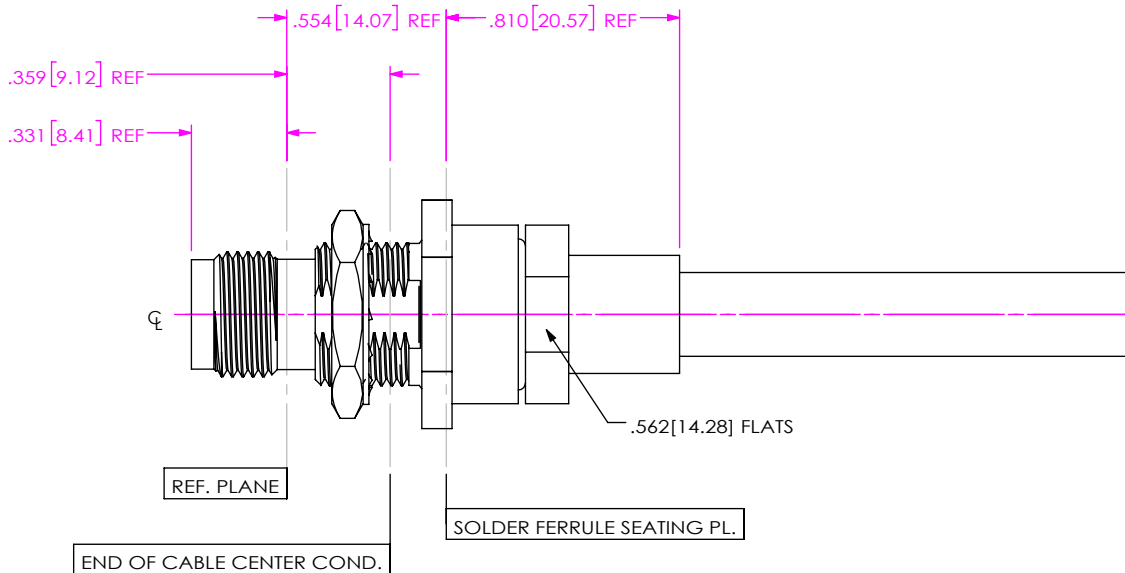 .554[14.07] REF
.810[20.57] REF
.359[9.12] REF
.331[8.41] REF
℄
.562[14.28] FLATS
REF. PLANE
SOLDER FERRULE SEATING PL.
END OF CABLE CENTER COND.